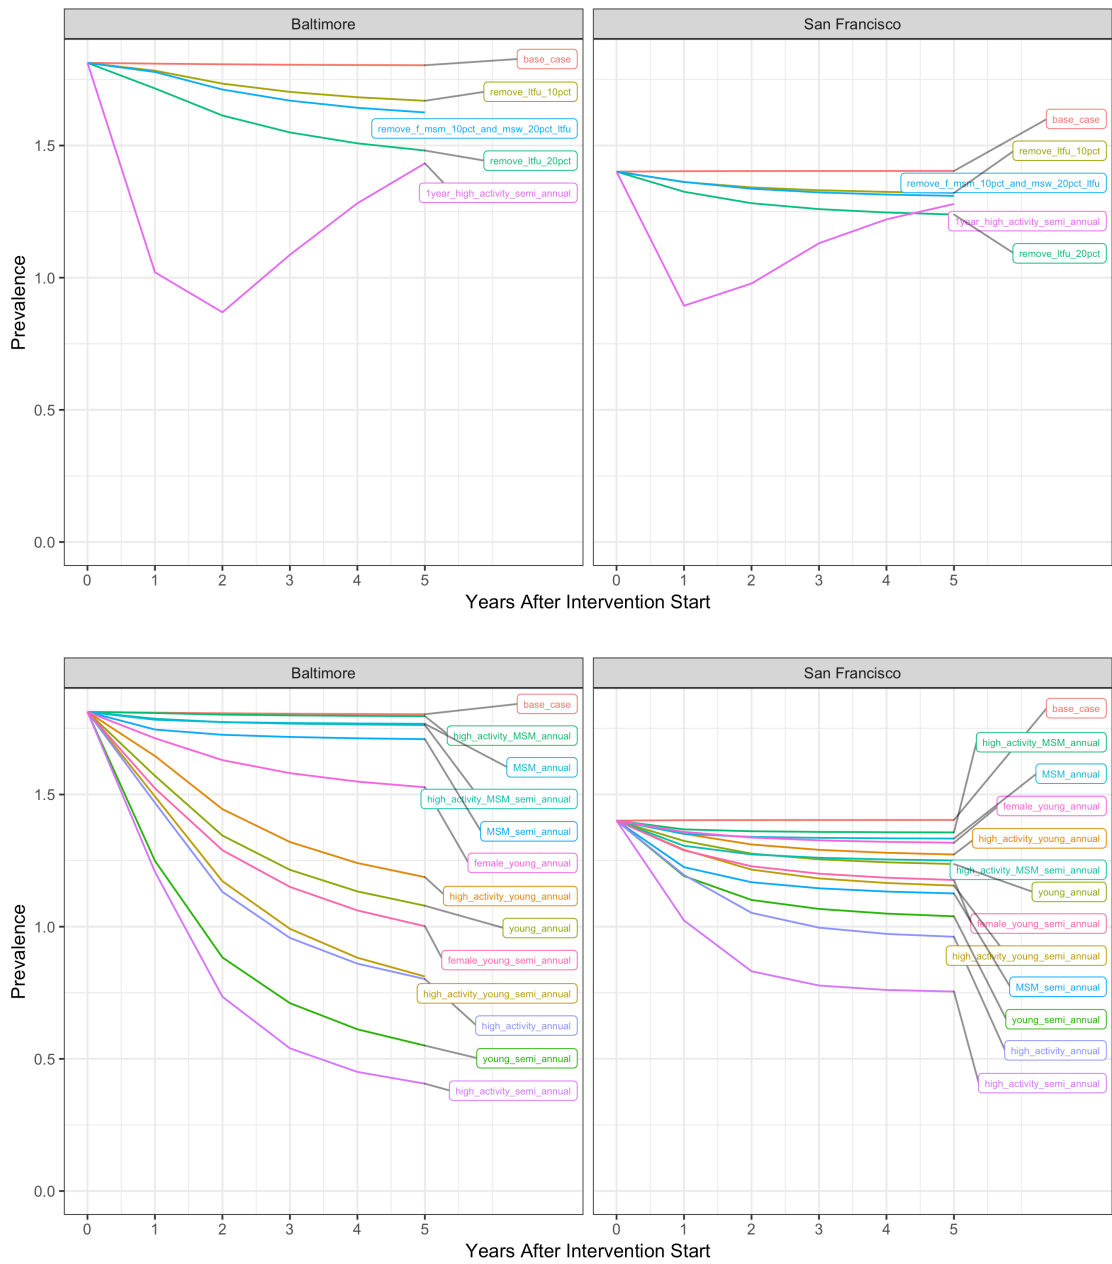 Baltimore
San Francisco
Prevalence
1.5
1.0
0.5
0.0
base_case
remove_ltfu_10pct
remove_f_msm_10pct_and_msw_20pct_ltfu
remove_ltfu_20pct
1year_high_activity_semi_annual
base_case
remove_ltfu_10pct
remove_f_msm_10pct_and_msw_20pct_ltfu
1year_high_activity_semi_annual
remove_ltfu_20pct
0 1 2 3 4 5
0 1 2 3 4 5
Years After Intervention Start
Baltimore
San Francisco
Prevalence
1.5
1.0
0.5
0.0
base_case
high_activity_MSM_annual
MSM_annual
high_activity_MSM_semi_annual
MSM_semi_annual
female_young_annual
high_activity_young_annual
young_annual
female_young_semi_annual
high_activity_young_semi_annual
high_activity_annual
young_semi_annual
high_activity_semi_annual
base_case
high_activity_MSM_annual
MSM_annual
female_young_annual
high_activity_young_annual
high_activity_MSM_semi_annual
young_annual
female_young_semi_annual
high_activity_young_semi_annual
MSM_semi_annual
young_semi_annual
high_activity_annual
high_activity_semi_annual
0 1 2 3 4 5
0 1 2 3 4 5
Years After Intervention Start